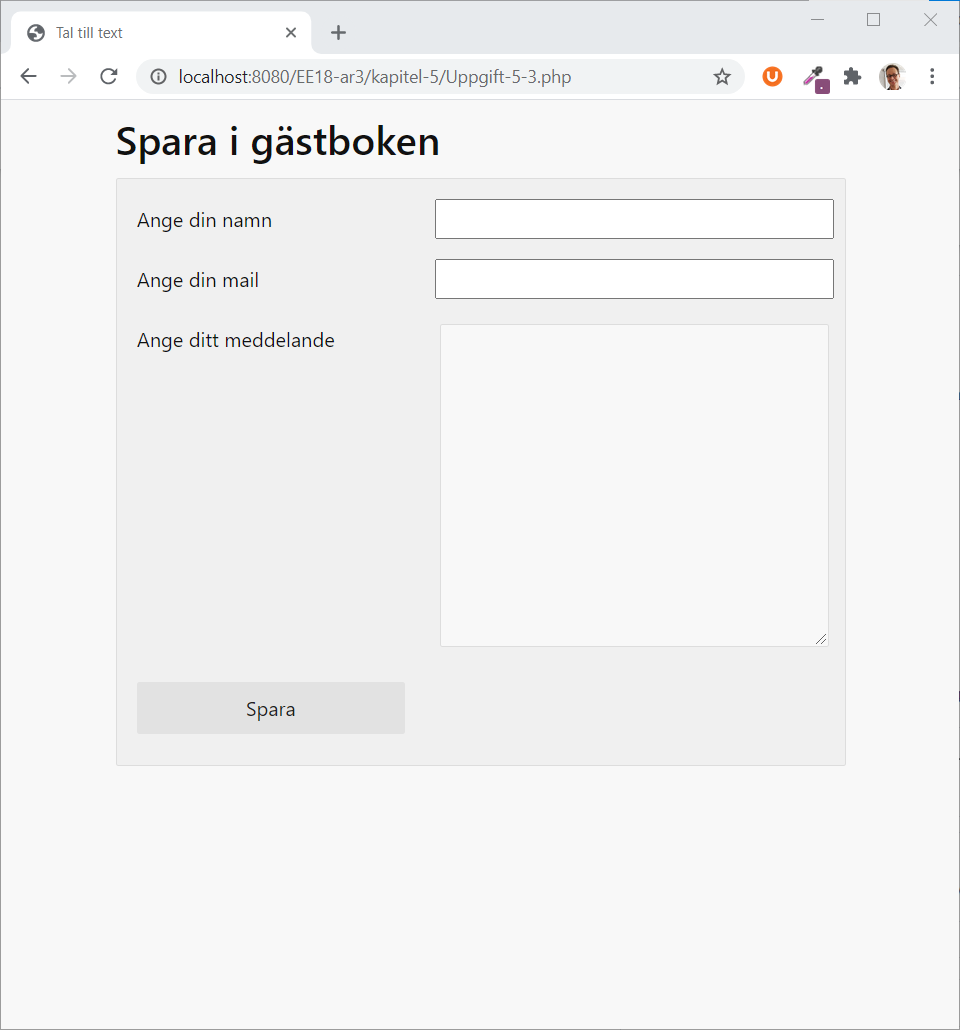 Tal till text
localhost:8080/EE18-ar3/kapitel-5/Uppgift-5-3.php
Spara i gästboken
Ange din namn
Ange din mail
Ange ditt meddelande
Spara